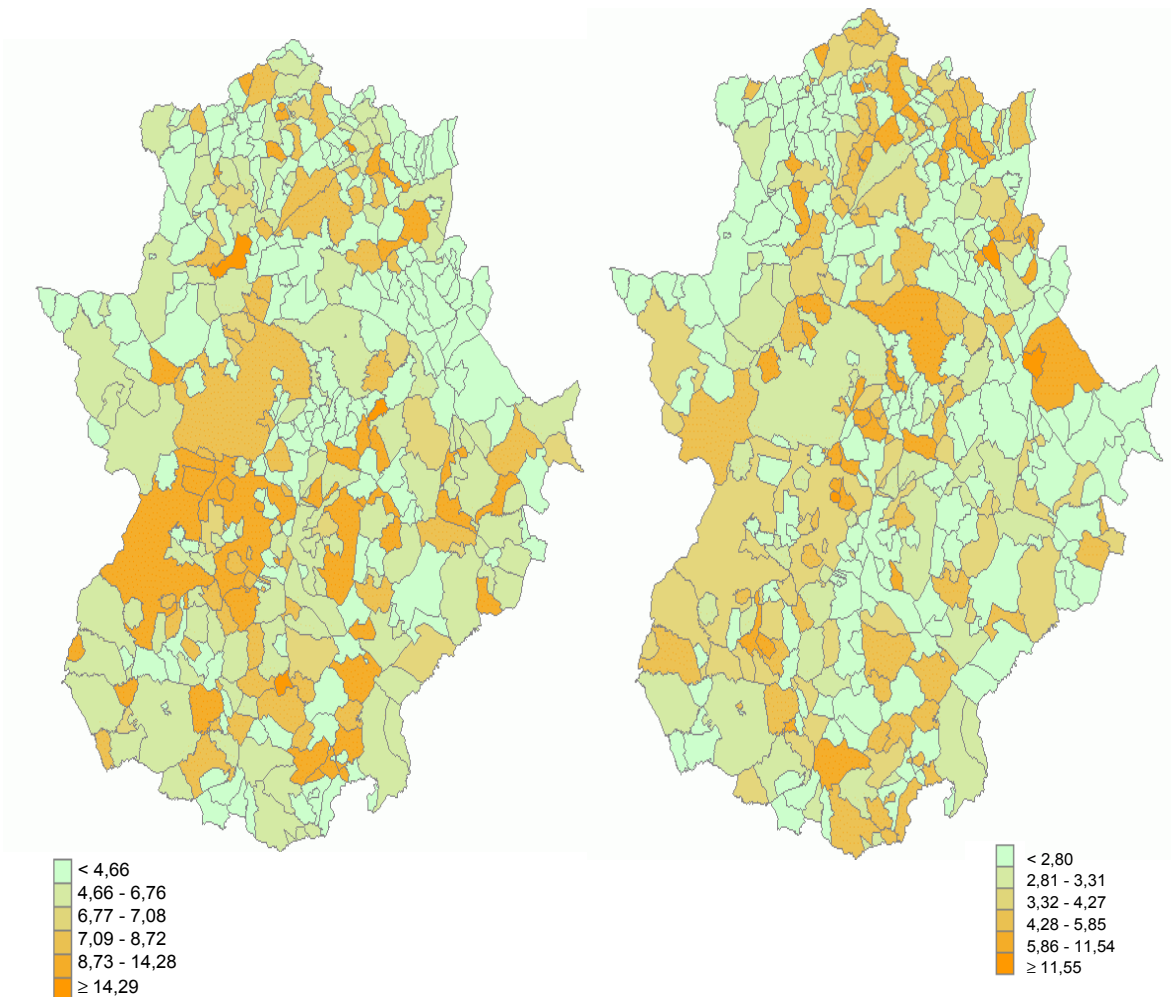 < 4,66
4,66 - 6,76
6,77 - 7,08
7,09 - 8,72
8,73 - 14,28
≥ 14,29
< 2,80
2,81 - 3,31
3,32 - 4,27
4,28 - 5,85
5,86 - 11,54
≥ 11,55